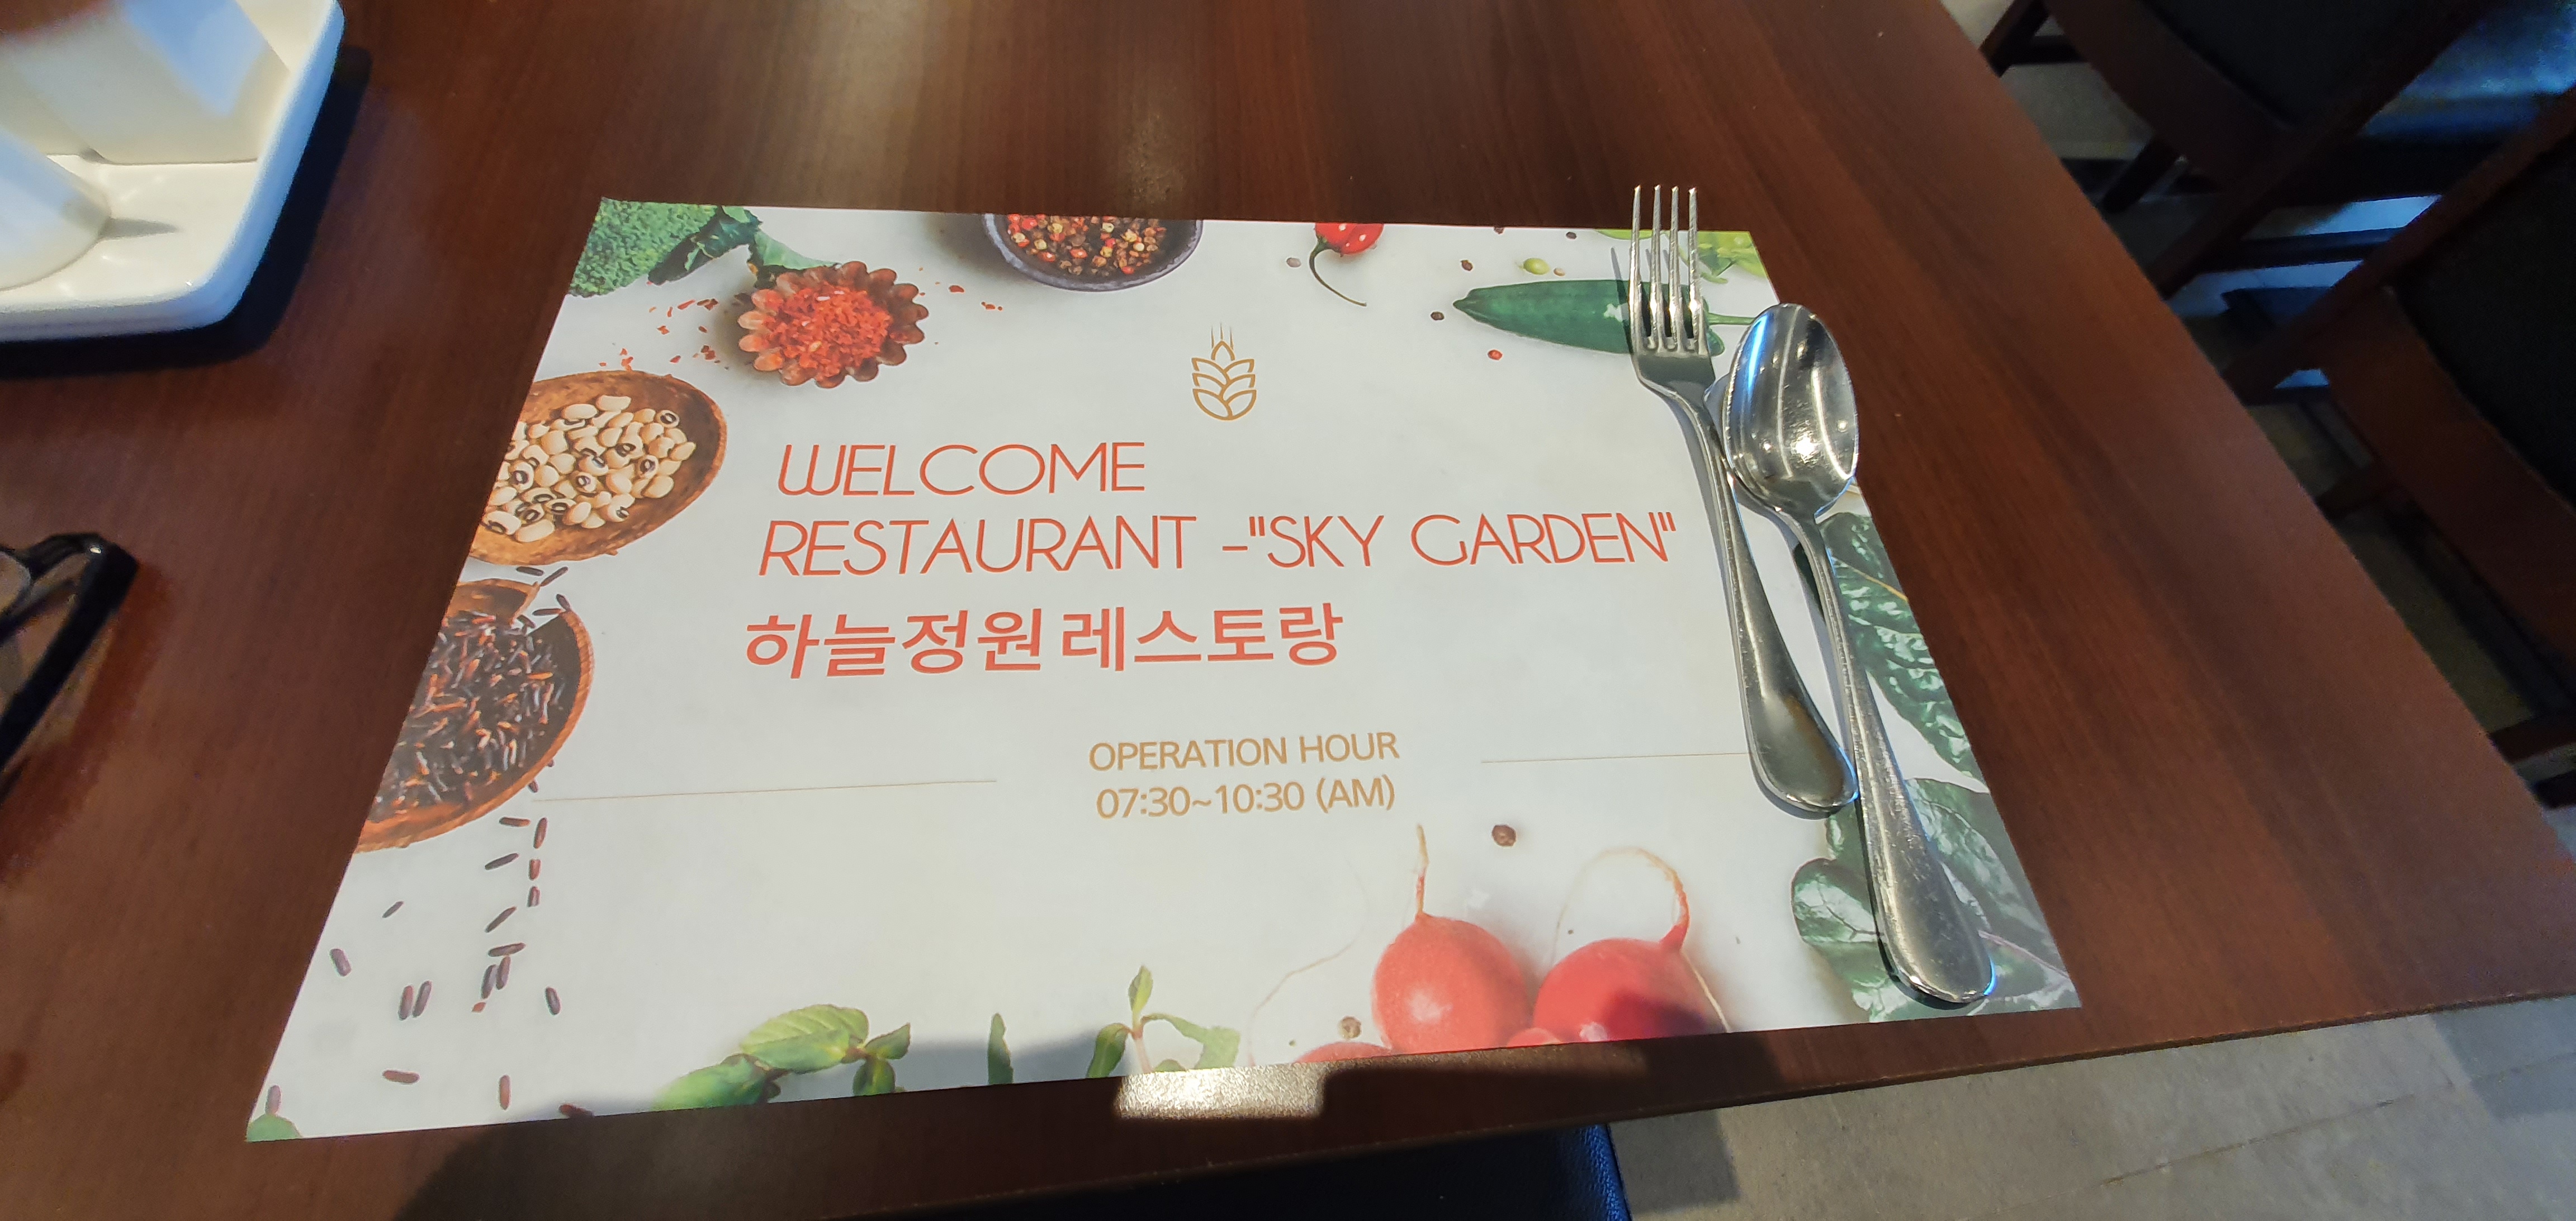 WELCOME
RESTAURANT -"SKY GARDEN"
하늘정원 레스토랑
OPERATION HOUR
07:30~10:30 (AM)